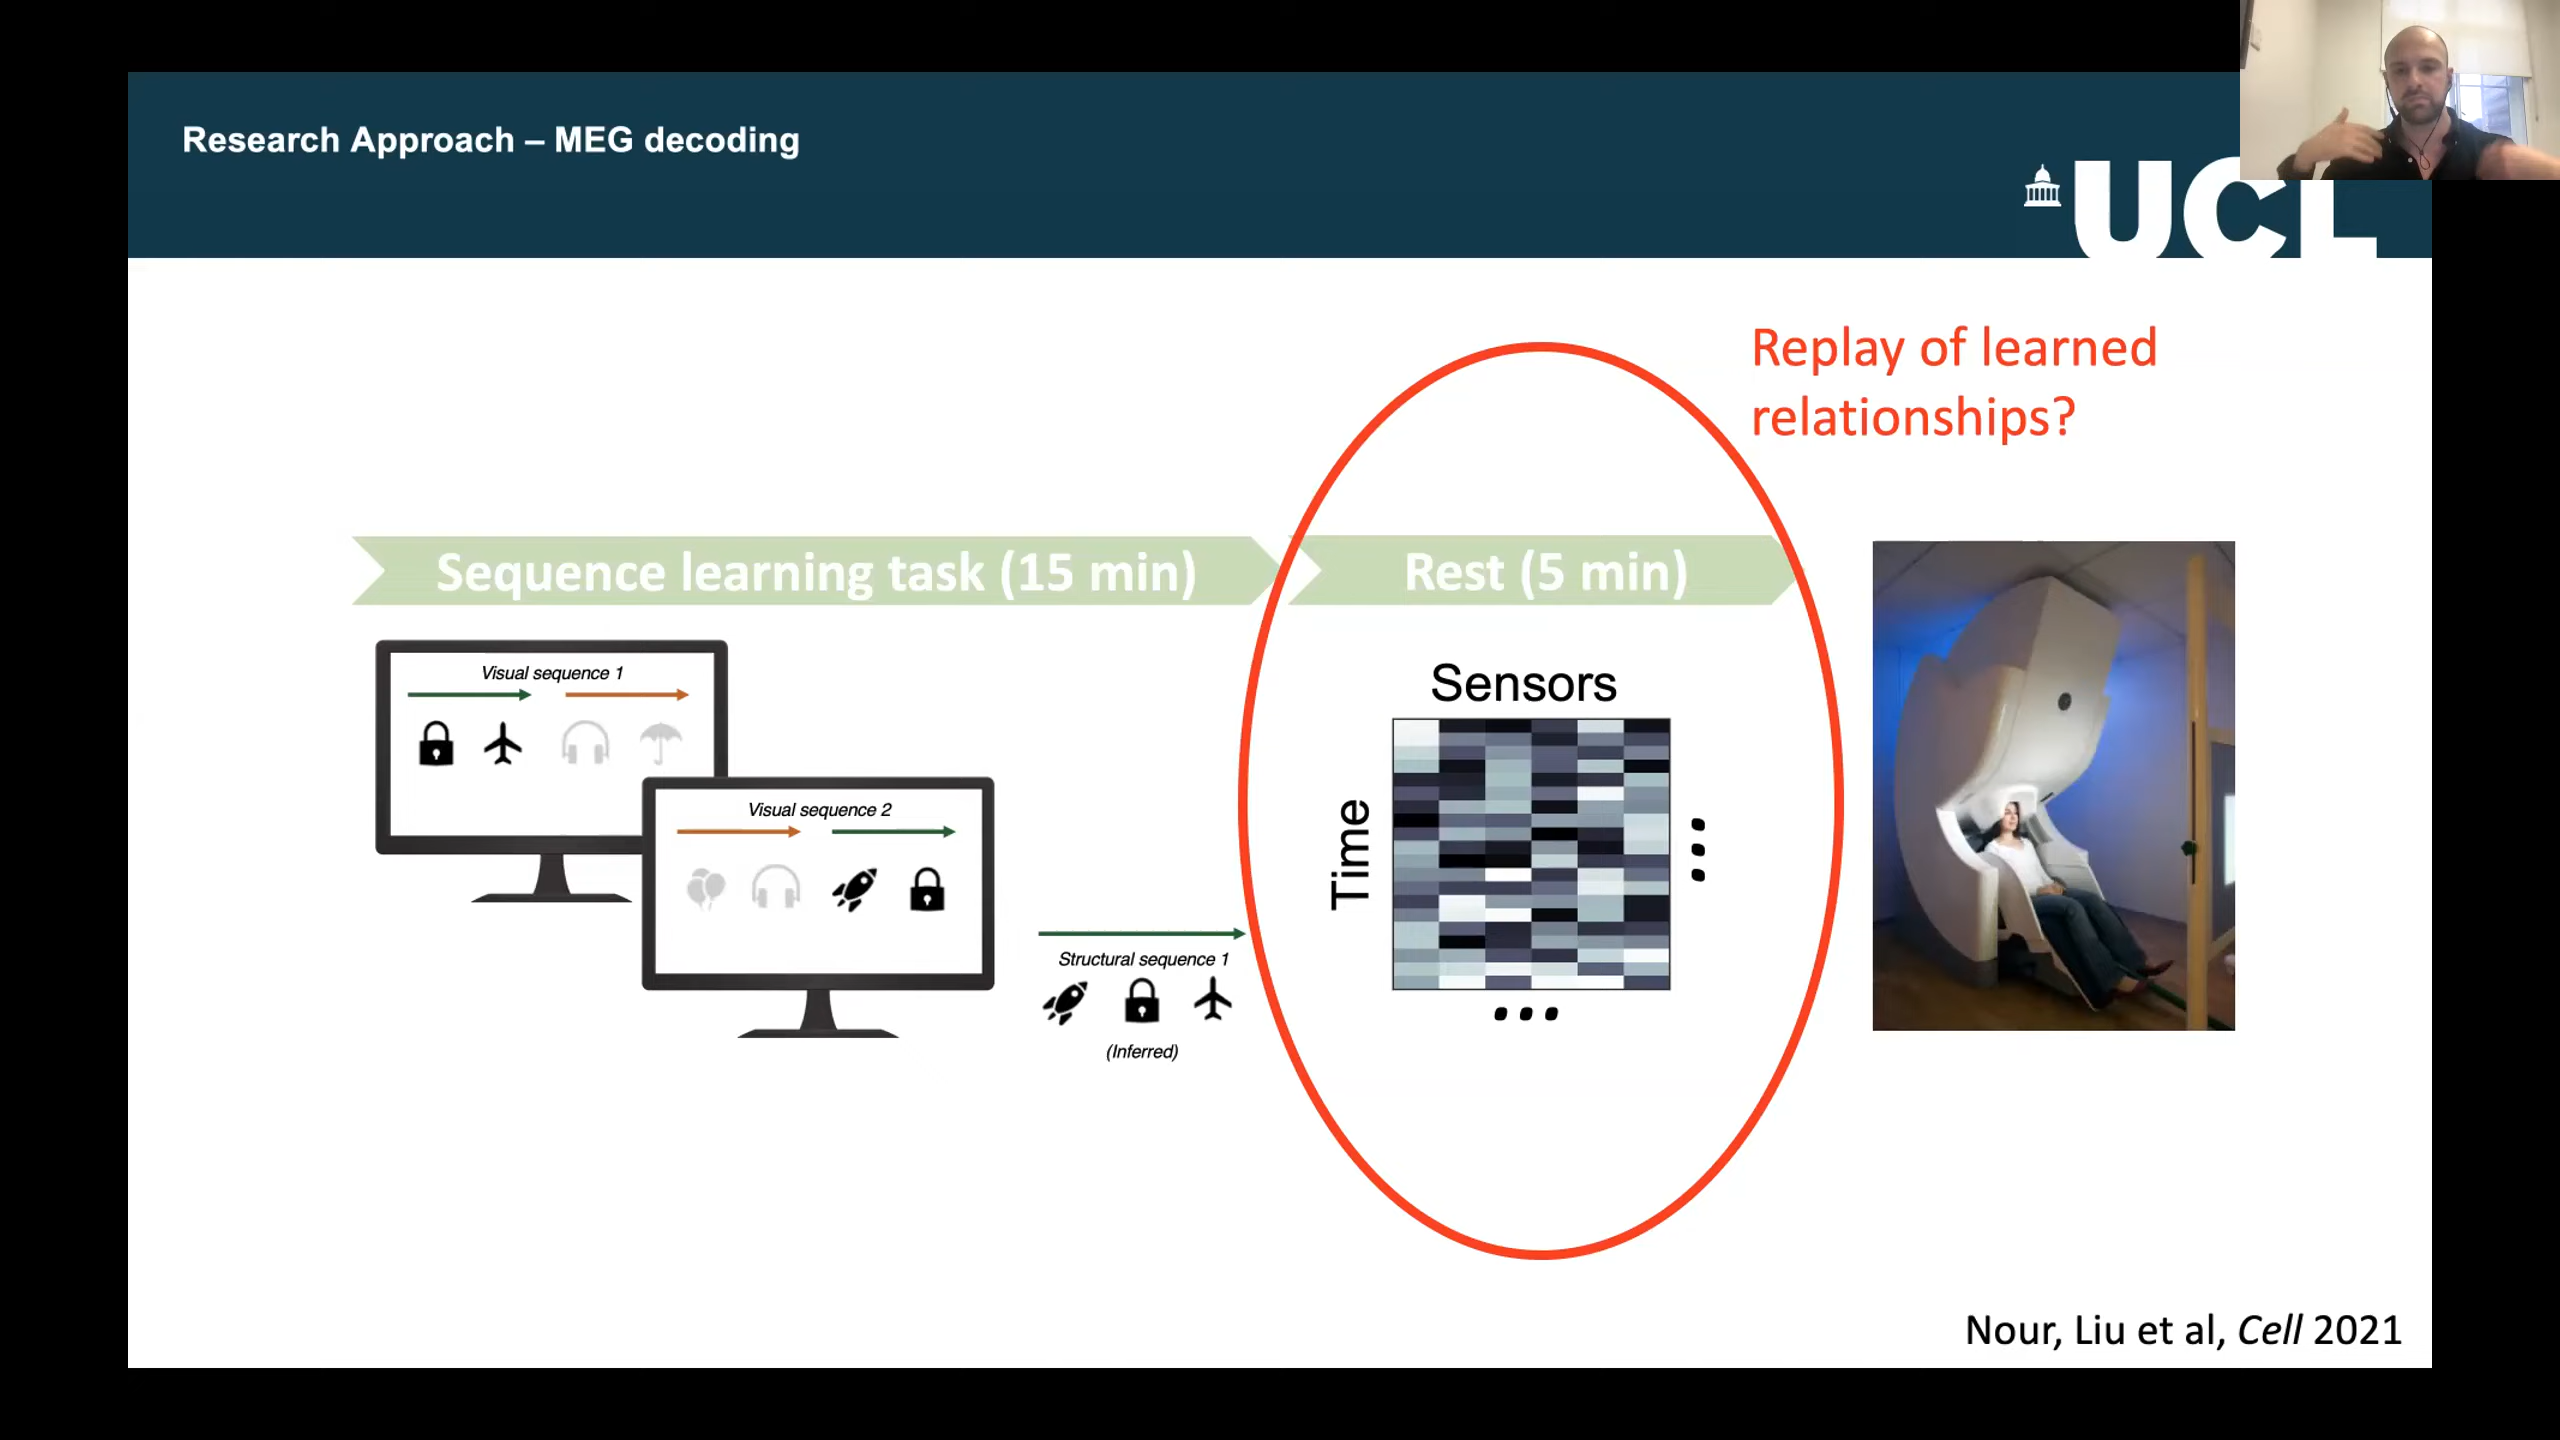 Research Approach – MEG decoding
UCL
Replay of learned
relationships?
Sequence learning task (15 min)
Rest (5 min)
Visual sequence 1
Visual sequence 2
Structural sequence 1
(Inferred)
Sensors
Time
Nour, Liu et al, Cell 2021